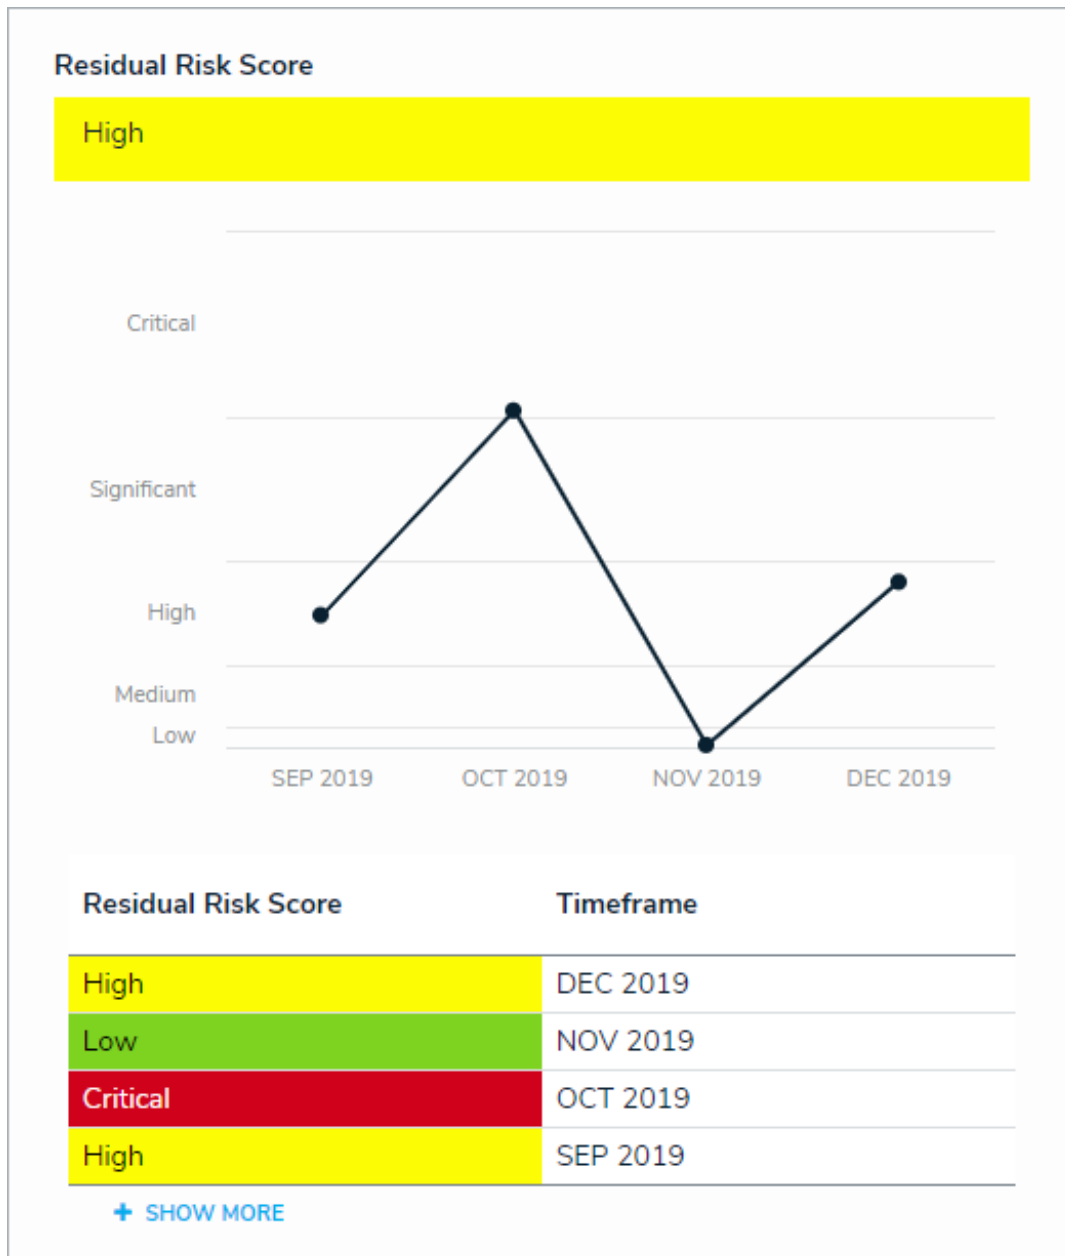 Residual Risk Score
High
Critical
Significant
High
Medium
Low
SEP 2019 OCT 2019 NOV 2019 DEC 2019
Residual Risk Score Timeframe
High DEC 2019
Low NOV 2019
Critical OCT 2019
High SEP 2019
+ SHOW MORE